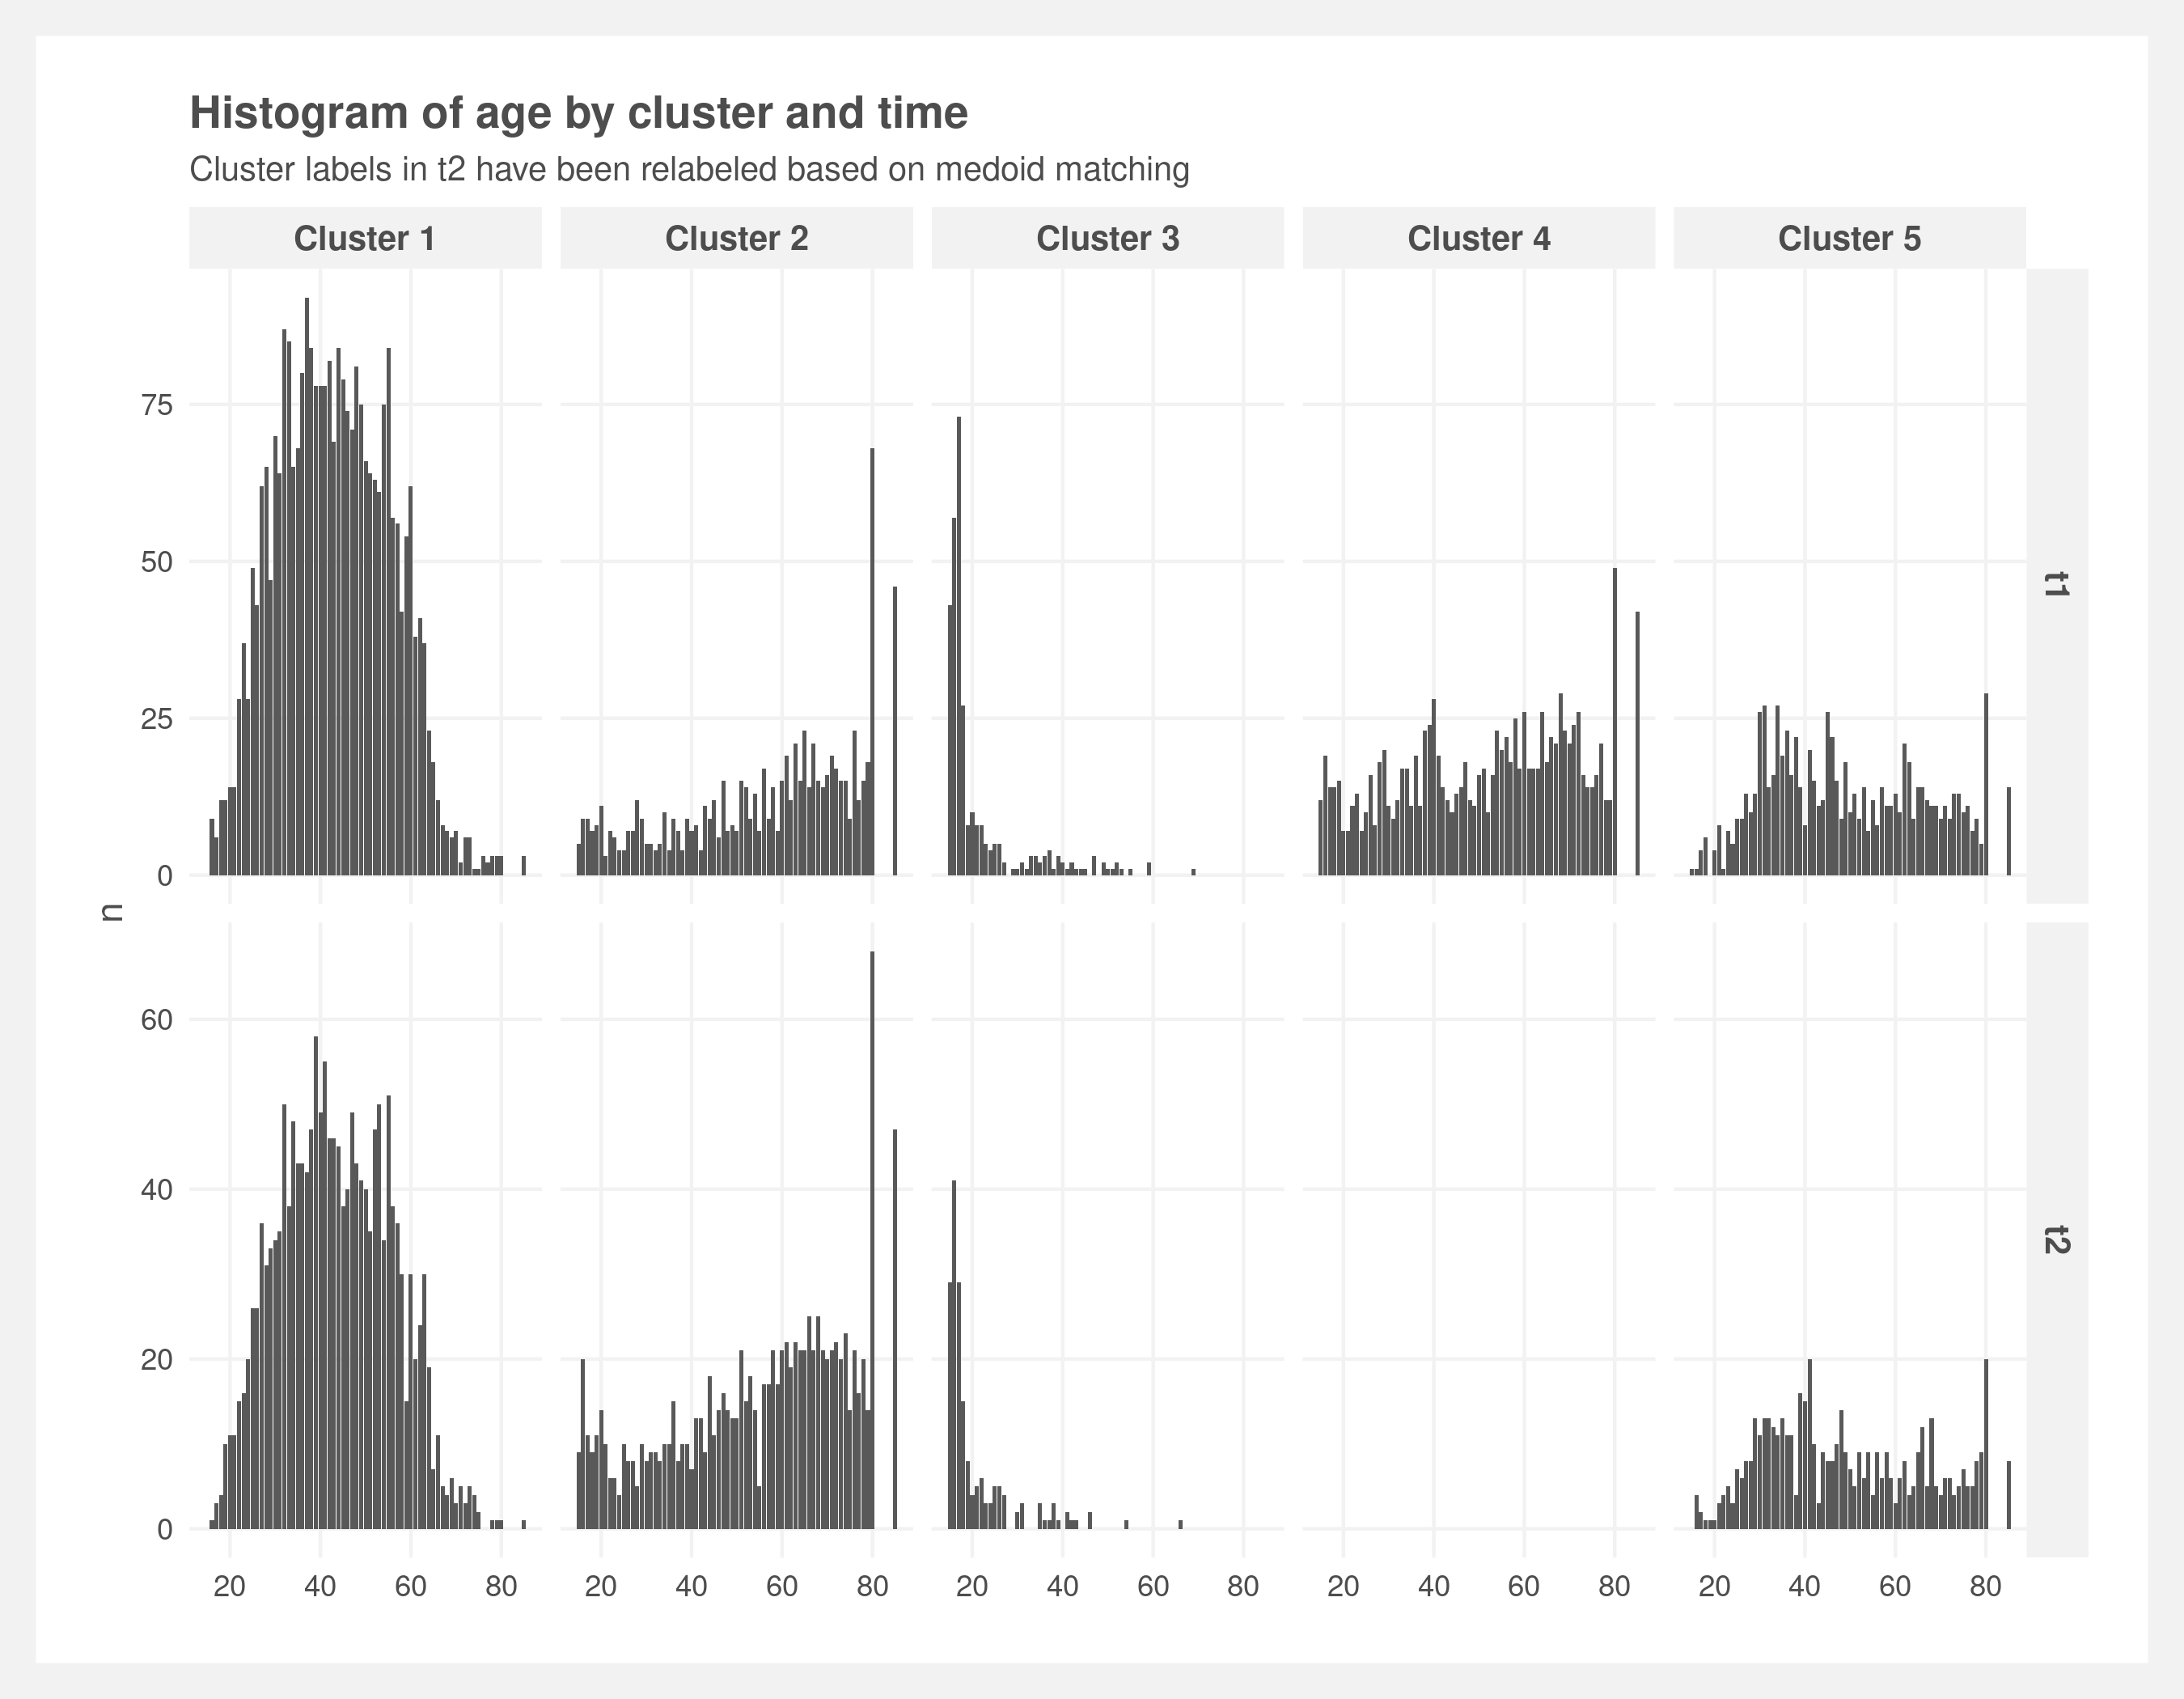 Histogram of age by cluster and time
Cluster labels in t2 have been relabeled based on medoid matching
Cluster 1 Cluster 2 Cluster 3 Cluster 4 Cluster 5
75
50
25
0
t1
n
60
40
20
0
t2
20 40 60 80 20 40 60 80 20 40 60 80 20 40 60 80 20 40 60 80